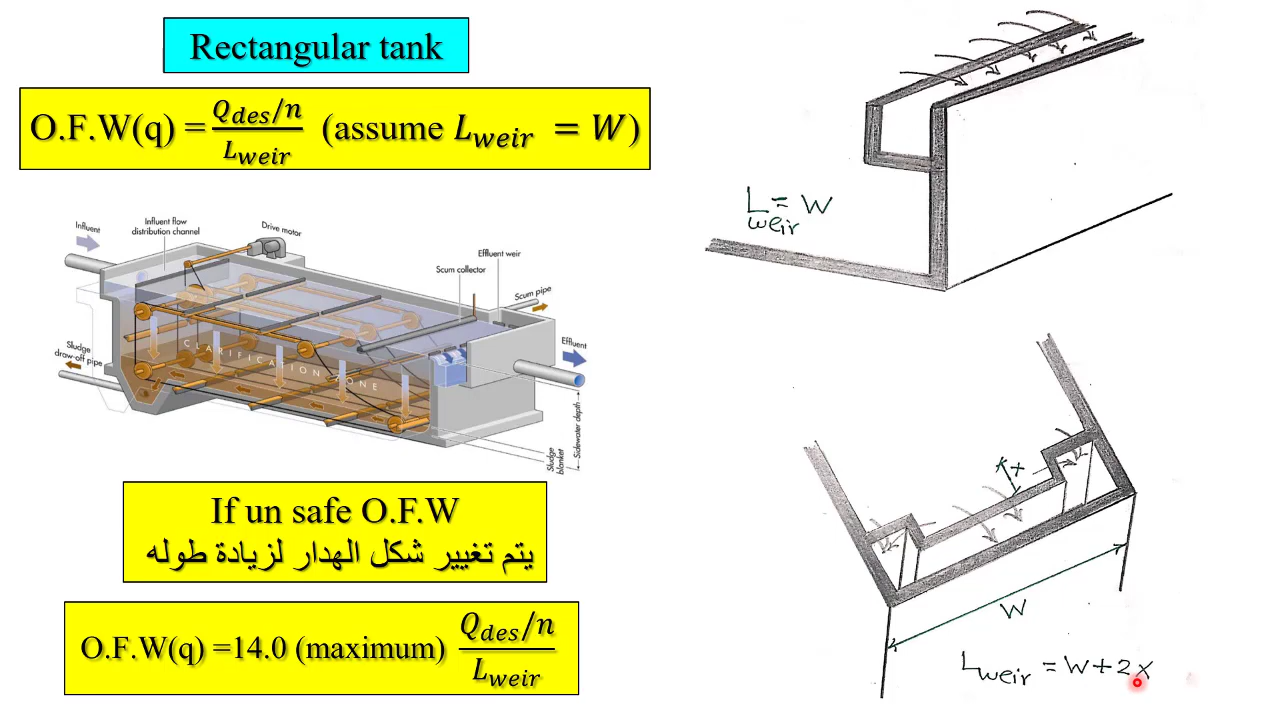 Rectangular tank
O.F.W(q) = Q_des/n / L_weir (assume L_weir = W)
Influent
Influent flow
distribution channel
Drive motor
Effluent weir
Scum collector
Scum pipe
Effluent
Sludge
draw-off pipe
CLARIFICATION ZONE
Sidewater depth
Sludge
blanket
If un safe O.F.W
يتم تغيير شكل الهدار لزيادة طوله
O.F.W(q) =14.0 (maximum) Q_des/n / L_weir
L = W
weir
x
W
L weir = W+2x